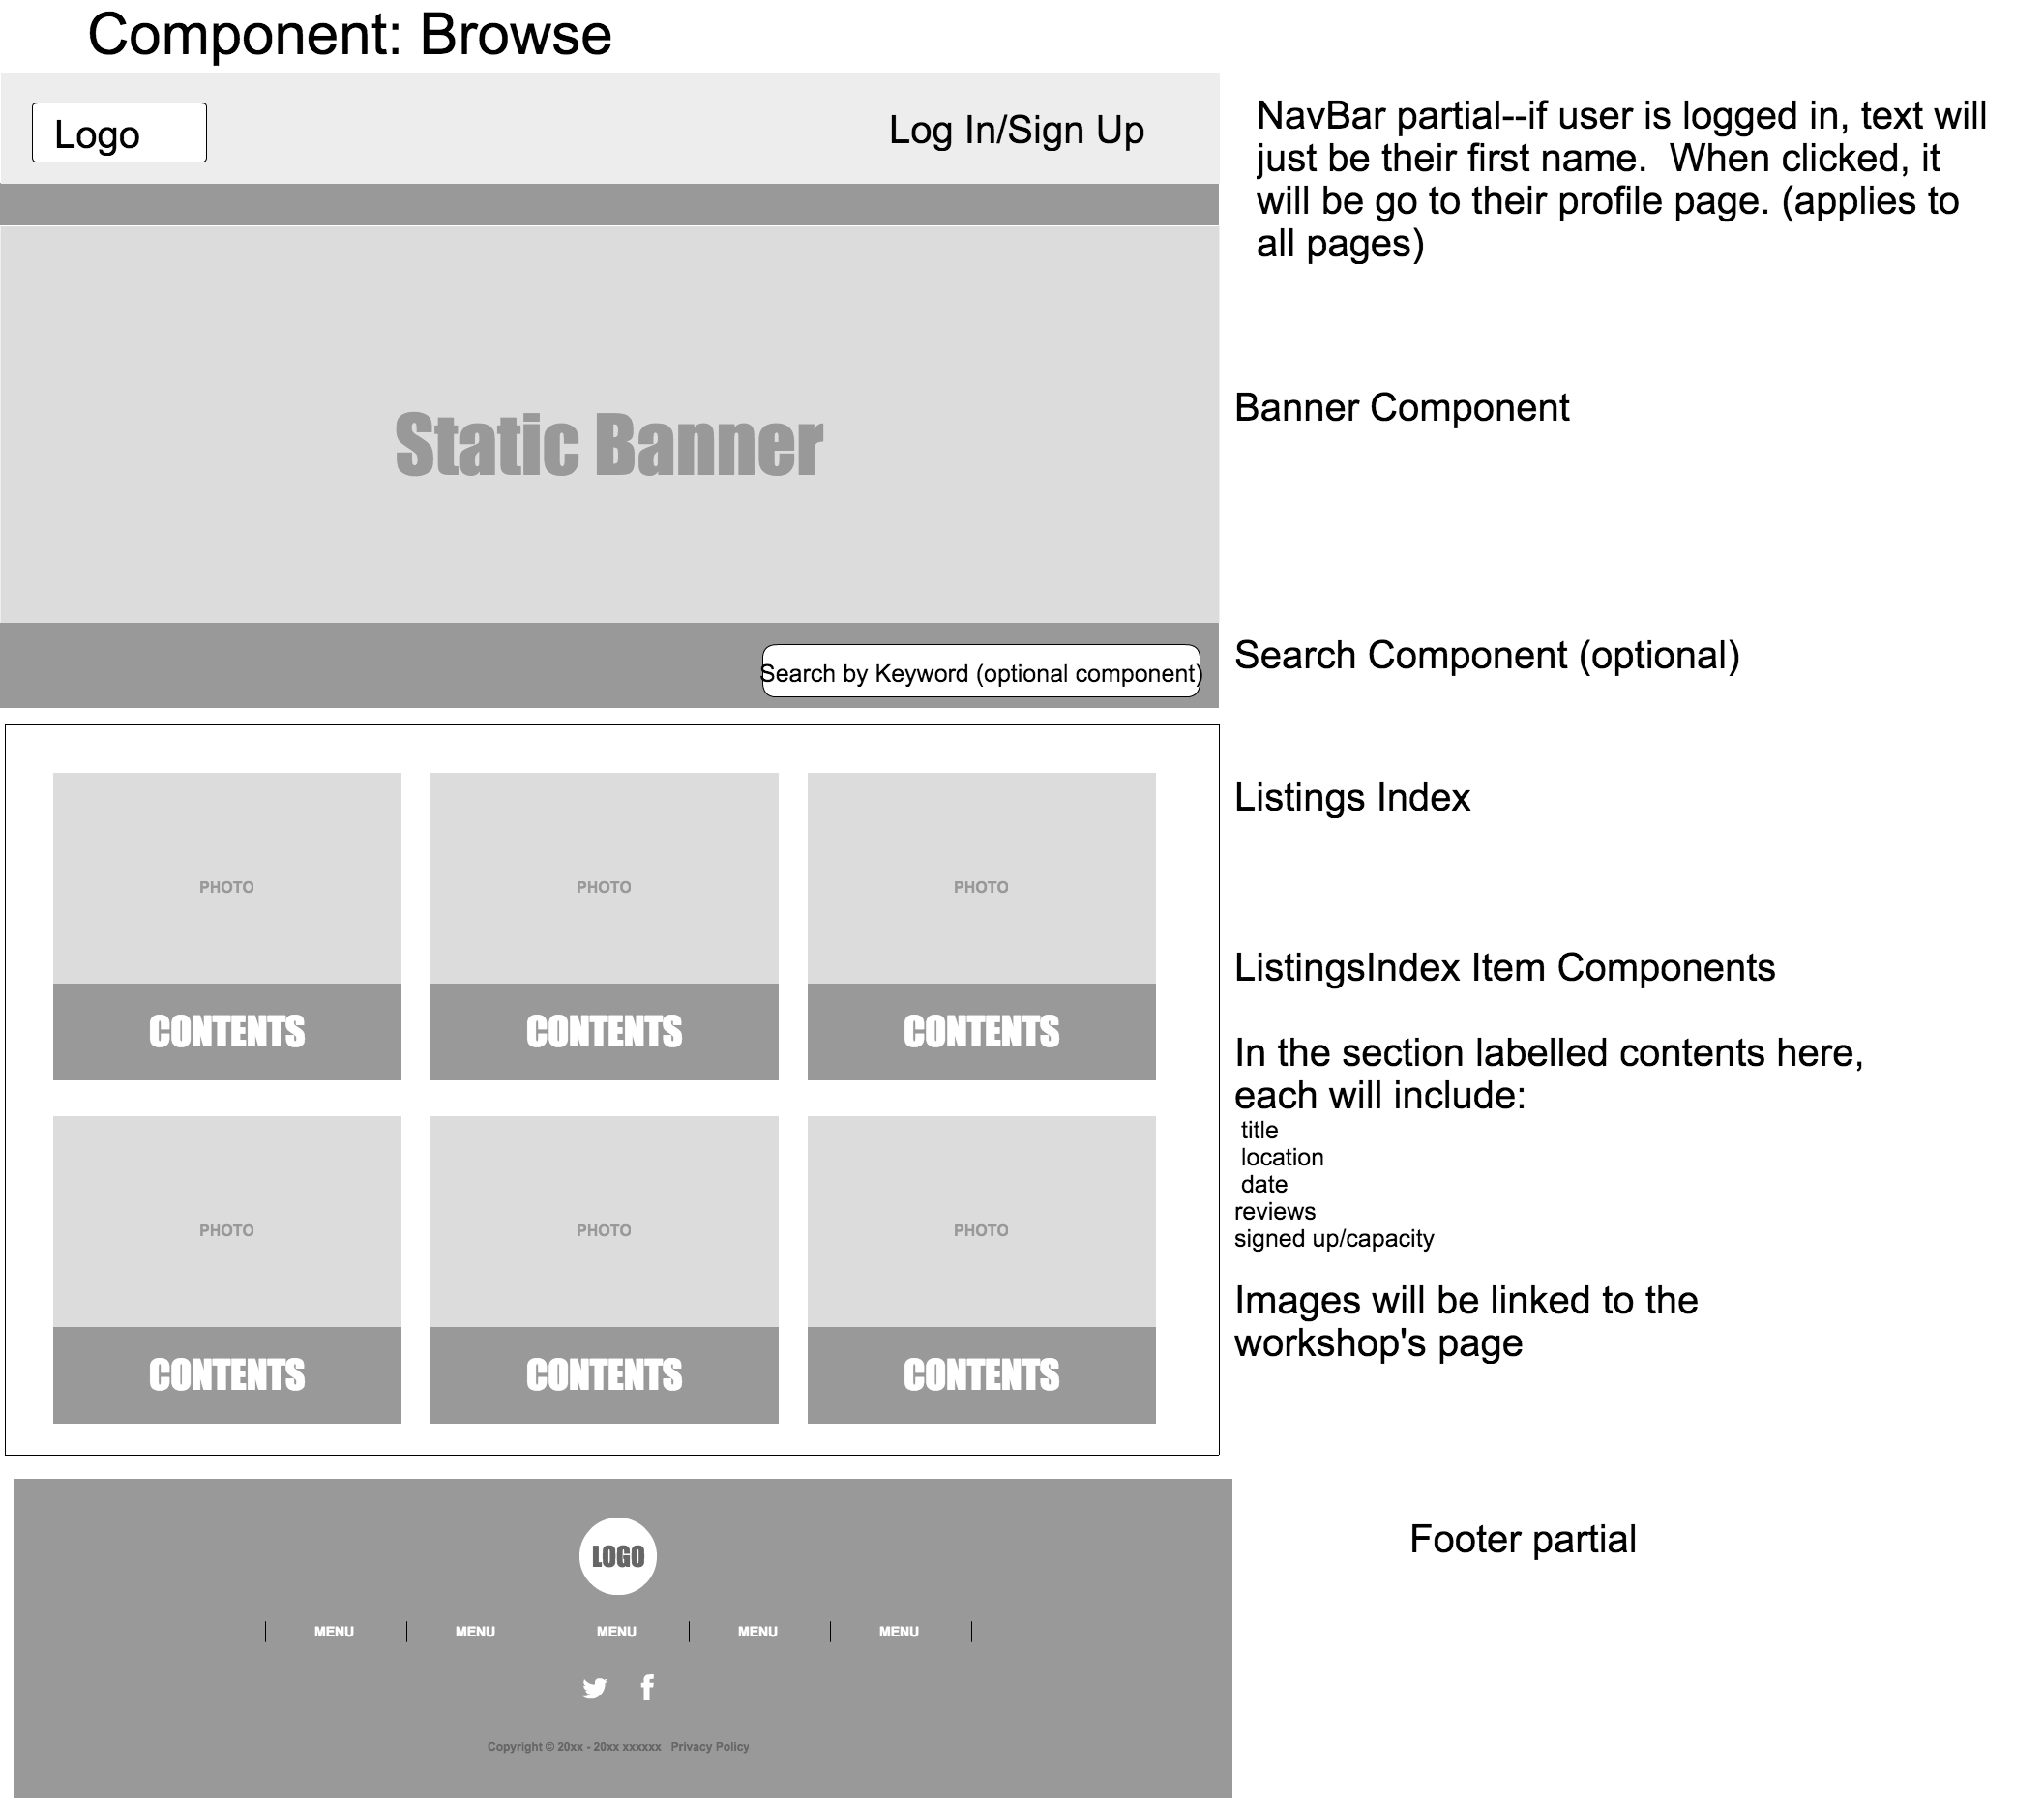 Component: Browse
Logo
Log In/Sign Up
NavBar partial--if user is logged in, text will
just be their first name.  When clicked, it
will be go to their profile page. (applies to
all pages)
Static Banner
Banner Component
Search by Keyword (optional component)
Search Component (optional)
Listings Index
PHOTO PHOTO PHOTO
CONTENTS CONTENTS CONTENTS
PHOTO PHOTO PHOTO
CONTENTS CONTENTS CONTENTS
ListingsIndex Item Components
In the section labelled contents here,
each will include:
title
location
date
reviews
signed up/capacity
Images will be linked to the
workshop's page
LOGO
MENU MENU MENU MENU MENU
Copyright © 20xx - 20xx xxxxxx   Privacy Policy
Footer partial